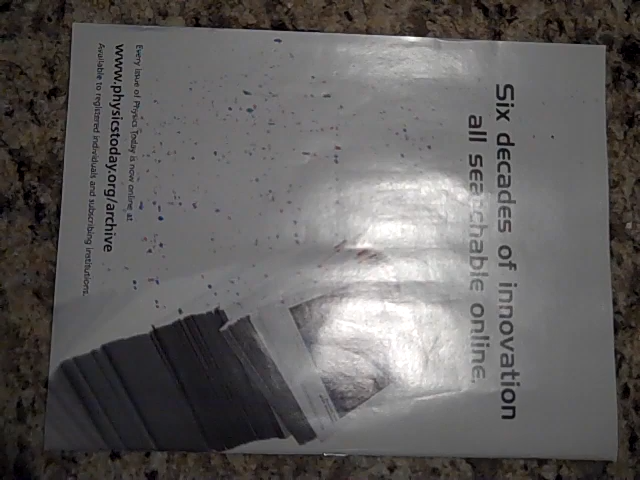 Six decades of innovation
all searchable online.
Every issue of Physics Today is now online at
www.physicstoday.org/archive
Available to registered individuals and subscribing institutions.